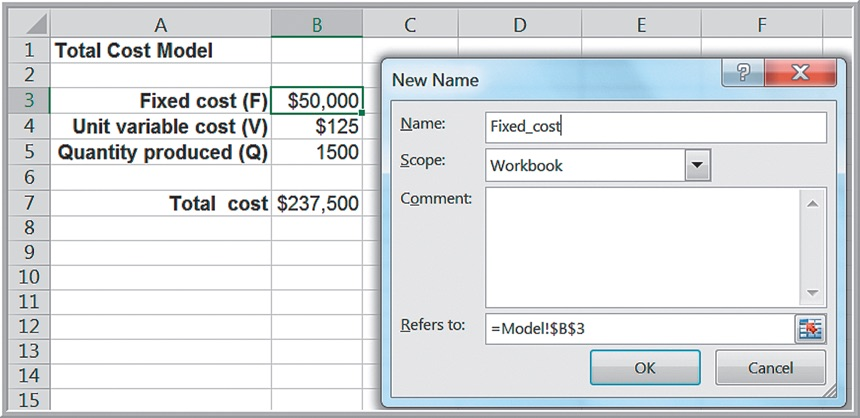 A B C D E F
1 Total Cost Model
2
3 Fixed cost (F) $50,000
4 Unit variable cost (V) $125
5 Quantity produced (Q) 1500
6
7 Total cost $237,500
8
9
10
11
12
13
14
15
New Name
Name: Fixed_cost
Scope: Workbook
Comment:
Refers to: =Model!$B$3
OK Cancel